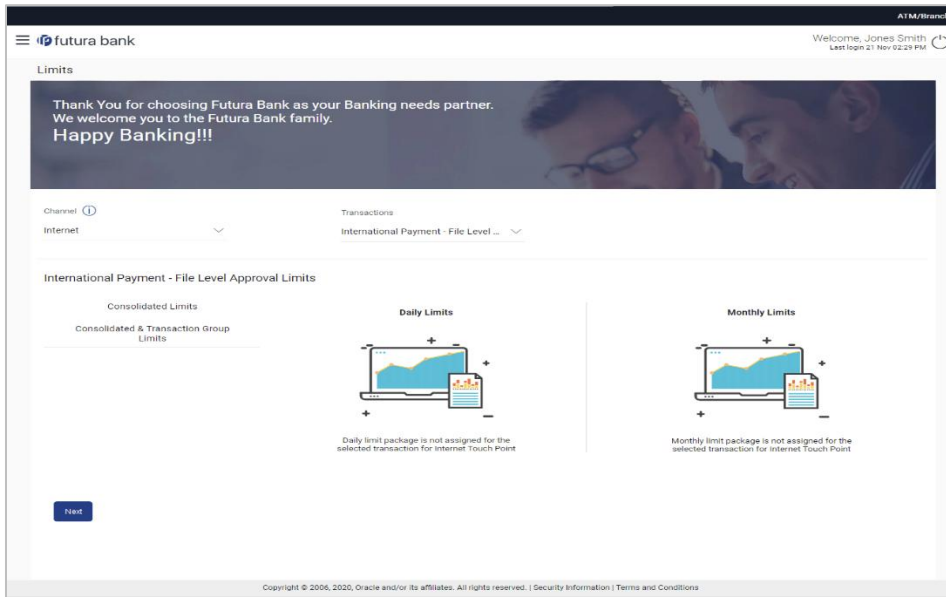 ATM/Branch
futura bank
Welcome, Jones Smith
Last login 21 Nov 02:29 PM
Limits
Thank You for choosing Futura Bank as your Banking needs partner.
We welcome you to the Futura Bank family.
Happy Banking!!!
Channel
Transactions
Internet
International Payment - File Level ...
International Payment - File Level Approval Limits
Consolidated Limits
Consolidated & Transaction Group
Limits
Daily Limits
Daily limit package is not assigned for the
selected transaction for Internet Touch Point
Monthly Limits
Monthly limit package is not assigned for the
selected transaction for Internet Touch Point
Next
Copyright © 2006, 2020, Oracle and/or its affiliates. All rights reserved. | Security Information | Terms and Conditions